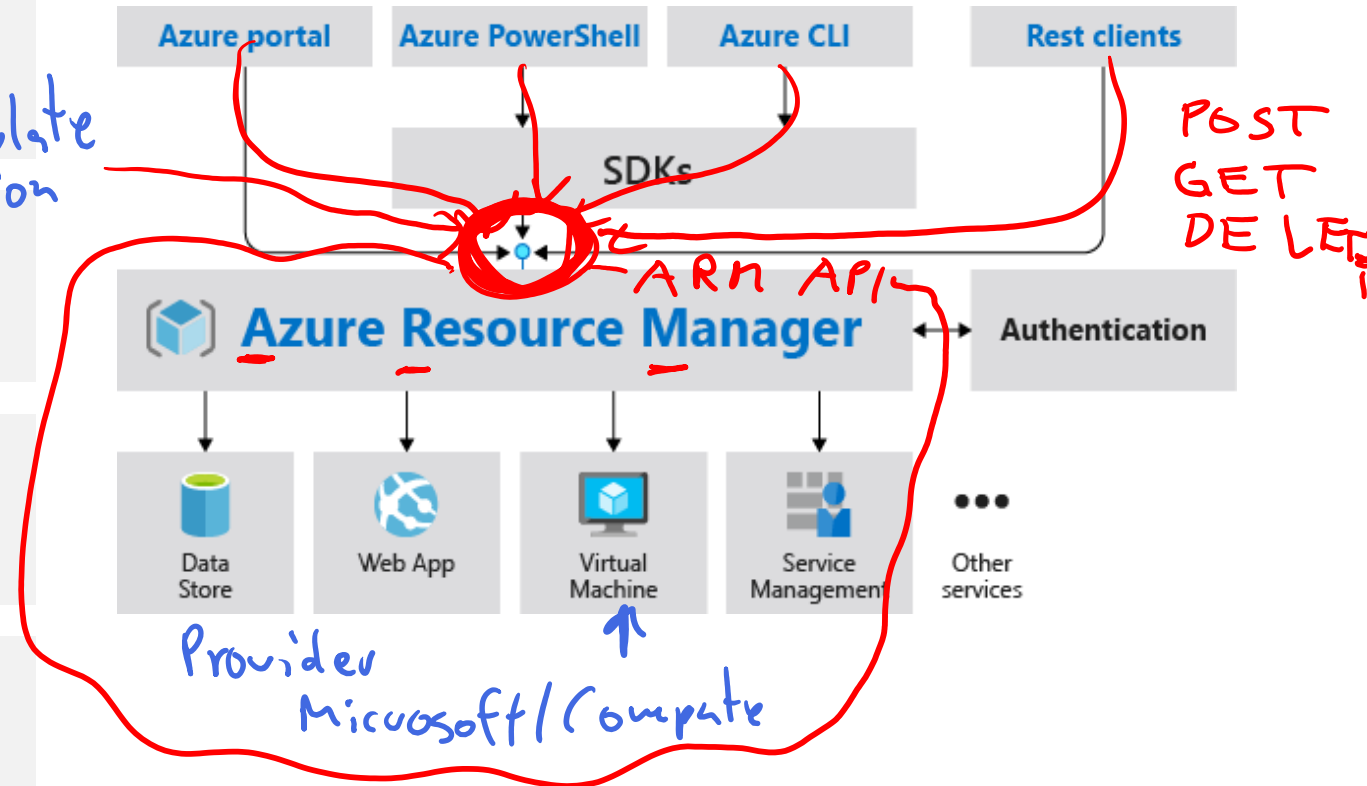 Azure portal
Azure PowerShell
Azure CLI
Rest clients
POST
GET
SDKs
ARM API
Azure Resource Manager
Authentication
Data
Store
Web App
Virtual
Machine
Service
Management
Other
services
Provider
Microsoft/Compute